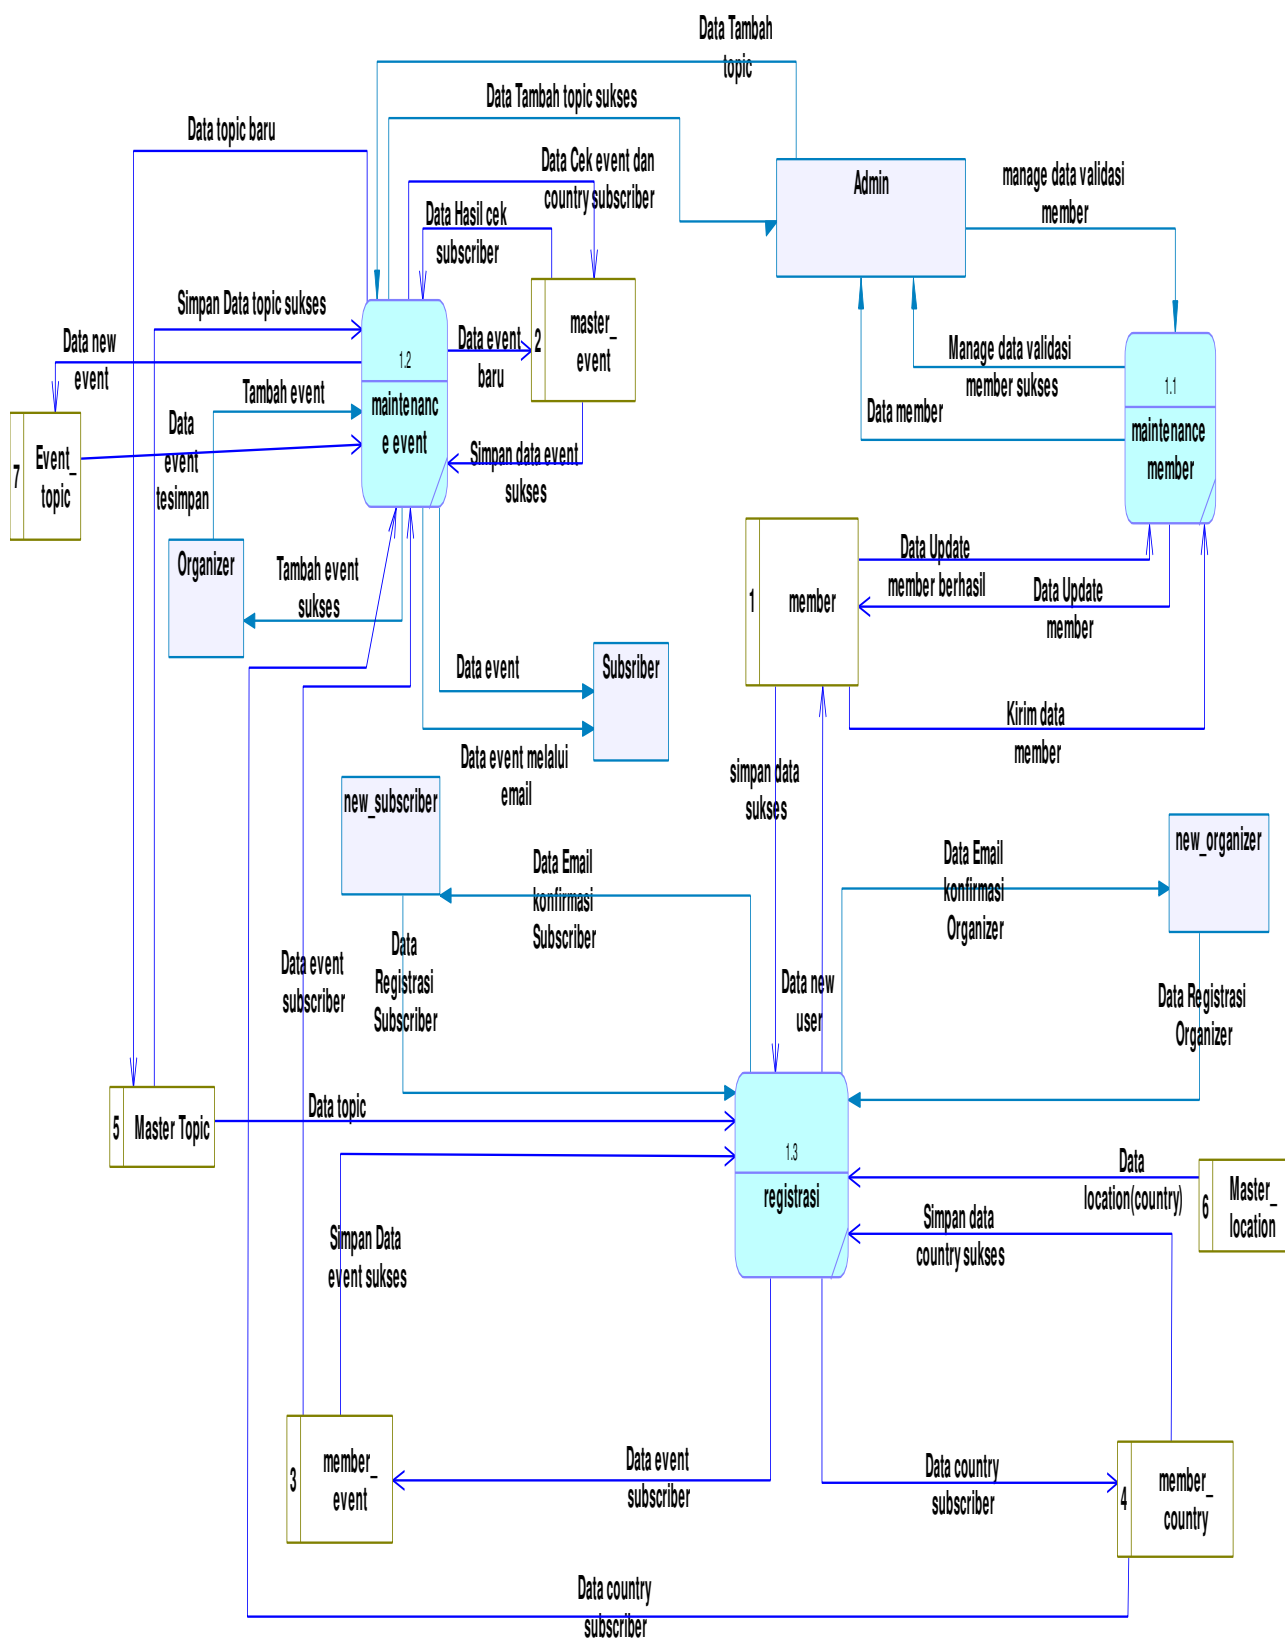 Data Tambah
topic
Data Tambah topic sukses
Data topic baru
Data Cek event dan
country subscriber
Admin
manage data validasi
member
Data Hasil cek
subscriber
Simpan Data topic sukses
master_
event
2
Data new
event
1.2
maintenanc
e event
Data event
baru
Manage data validasi
member sukses
1.1
maintenance
member
Tambah event
Data member
Data
event
tesimpan
7
Event_
topic
Simpan data event
sukses
Organizer
Tambah event
sukses
1
member
Data Update
member berhasil
Data Update
member
Data event
Subsriber
Kirim data
member
Data event melalui
email
simpan data
sukses
new_subscriber
new_organizer
Data Email
konfirmasi
Subscriber
Data Email
konfirmasi
Organizer
Data
Registrasi
Subscriber
Data event
subscriber
Data new
user
Data Registrasi
Organizer
5
Master Topic
Data topic
1.3
registrasi
Data
location(country)
6
Master_
location
Simpan Data
event sukses
Simpan data
country sukses
3
member_
event
Data event
subscriber
Data country
subscriber
4
member_
country
Data country
subscriber